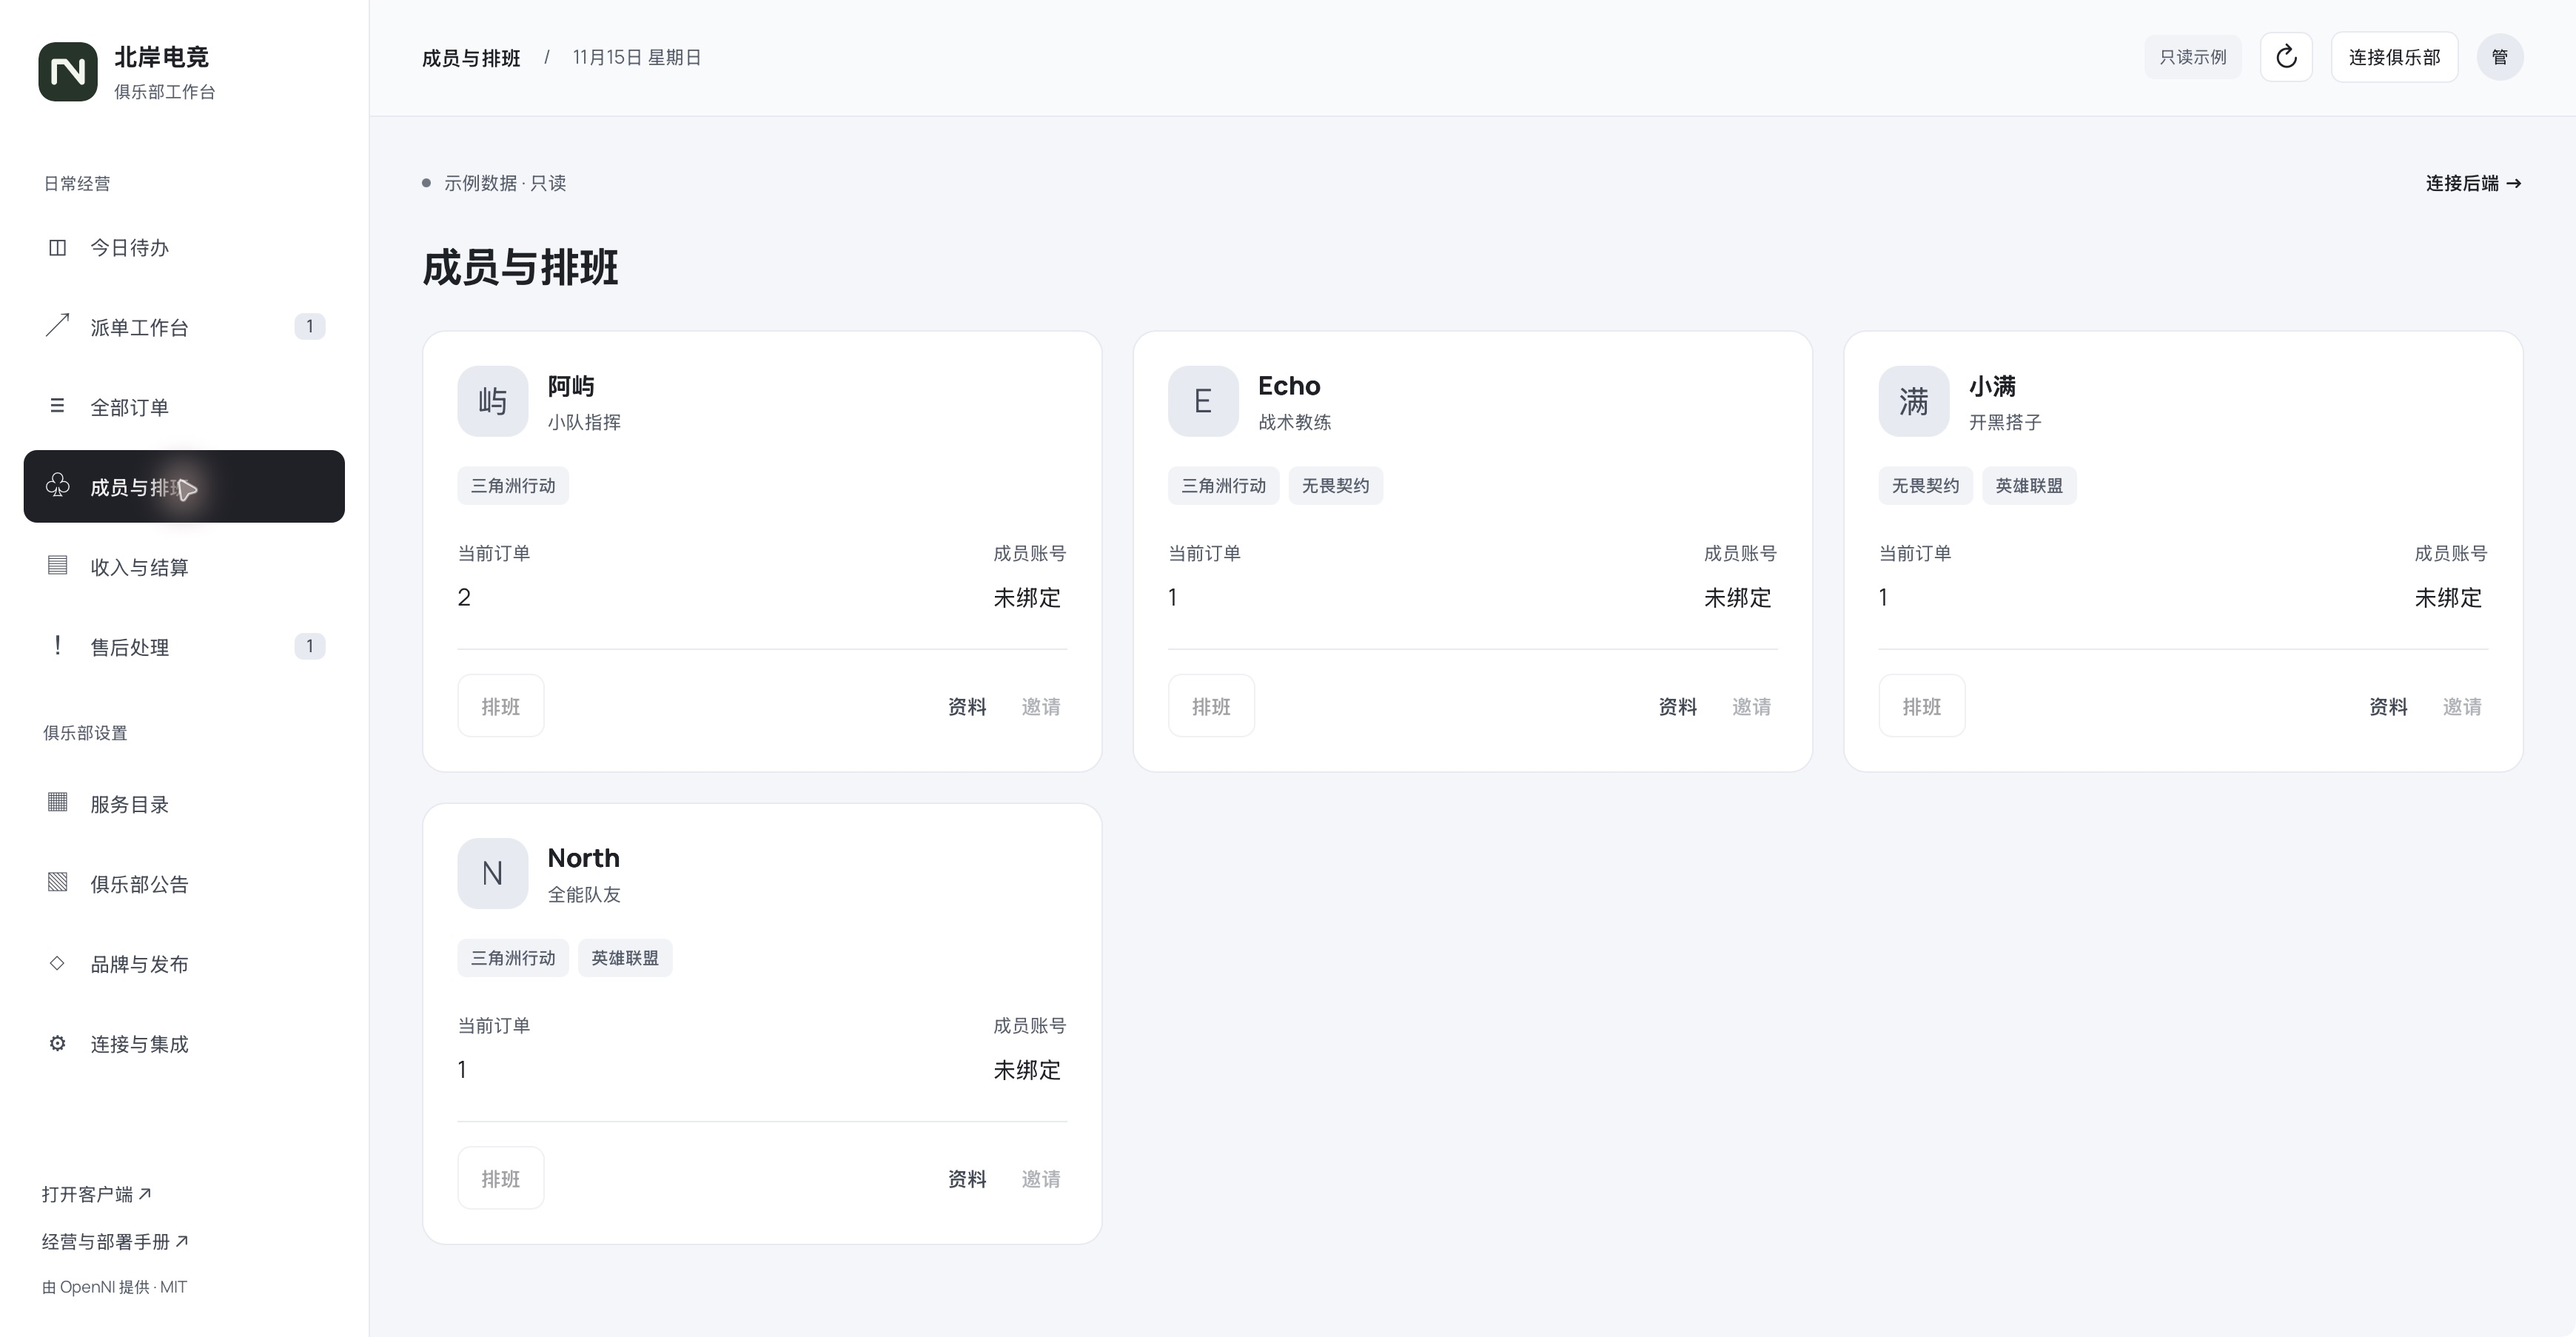 北岸电竞
俱乐部工作台
日常经营
今日待办
派单工作台 1
全部订单
成员与排班
收入与结算
售后处理 1
俱乐部设置
服务目录
俱乐部公告
品牌与发布
连接与集成
打开客户端 ↗
经营与部署手册 ↗
由 OpenNI 提供 · MIT
成员与排班 / 11月15日 星期日
只读示例 连接俱乐部 管
示例数据 · 只读
连接后端 →
成员与排班
屿 阿屿
小队指挥
三角洲行动
当前订单 成员账号
2 未绑定
排班 资料 邀请
E Echo
战术教练
三角洲行动 无畏契约
当前订单 成员账号
1 未绑定
排班 资料 邀请
满 小满
开黑搭子
无畏契约 英雄联盟
当前订单 成员账号
1 未绑定
排班 资料 邀请
N North
全能队友
三角洲行动 英雄联盟
当前订单 成员账号
1 未绑定
排班 资料 邀请